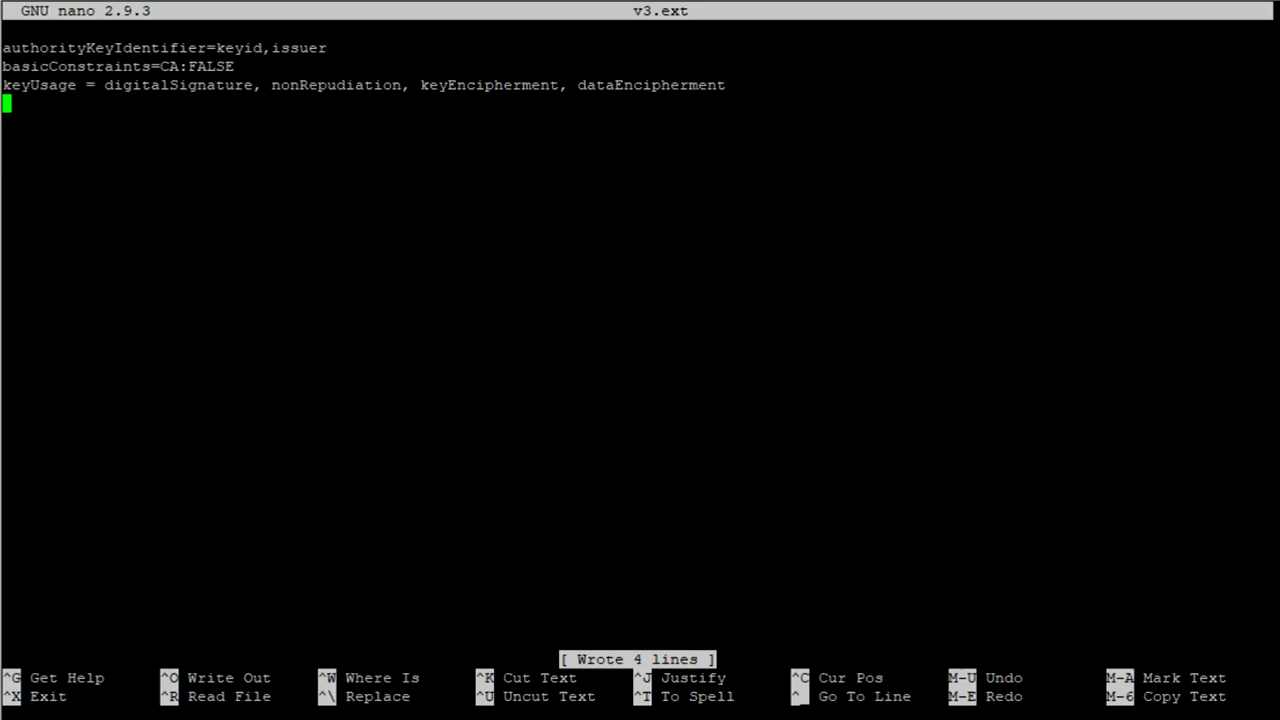 GNU nano 2.9.3 v3.ext
authorityKeyIdentifier=keyid,issuer
basicConstraints=CA:FALSE
keyUsage = digitalSignature, nonRepudiation, keyEncipherment, dataEncipherment
[ Wrote 4 lines ]
^G Get Help ^O Write Out ^W Where Is ^K Cut Text ^J Justify ^C Cur Pos M-U Undo M-A Mark Text
^X Exit ^R Read File ^\ Replace ^U Uncut Text ^T To Spell ^_ Go To Line M-E Redo M-6 Copy Text